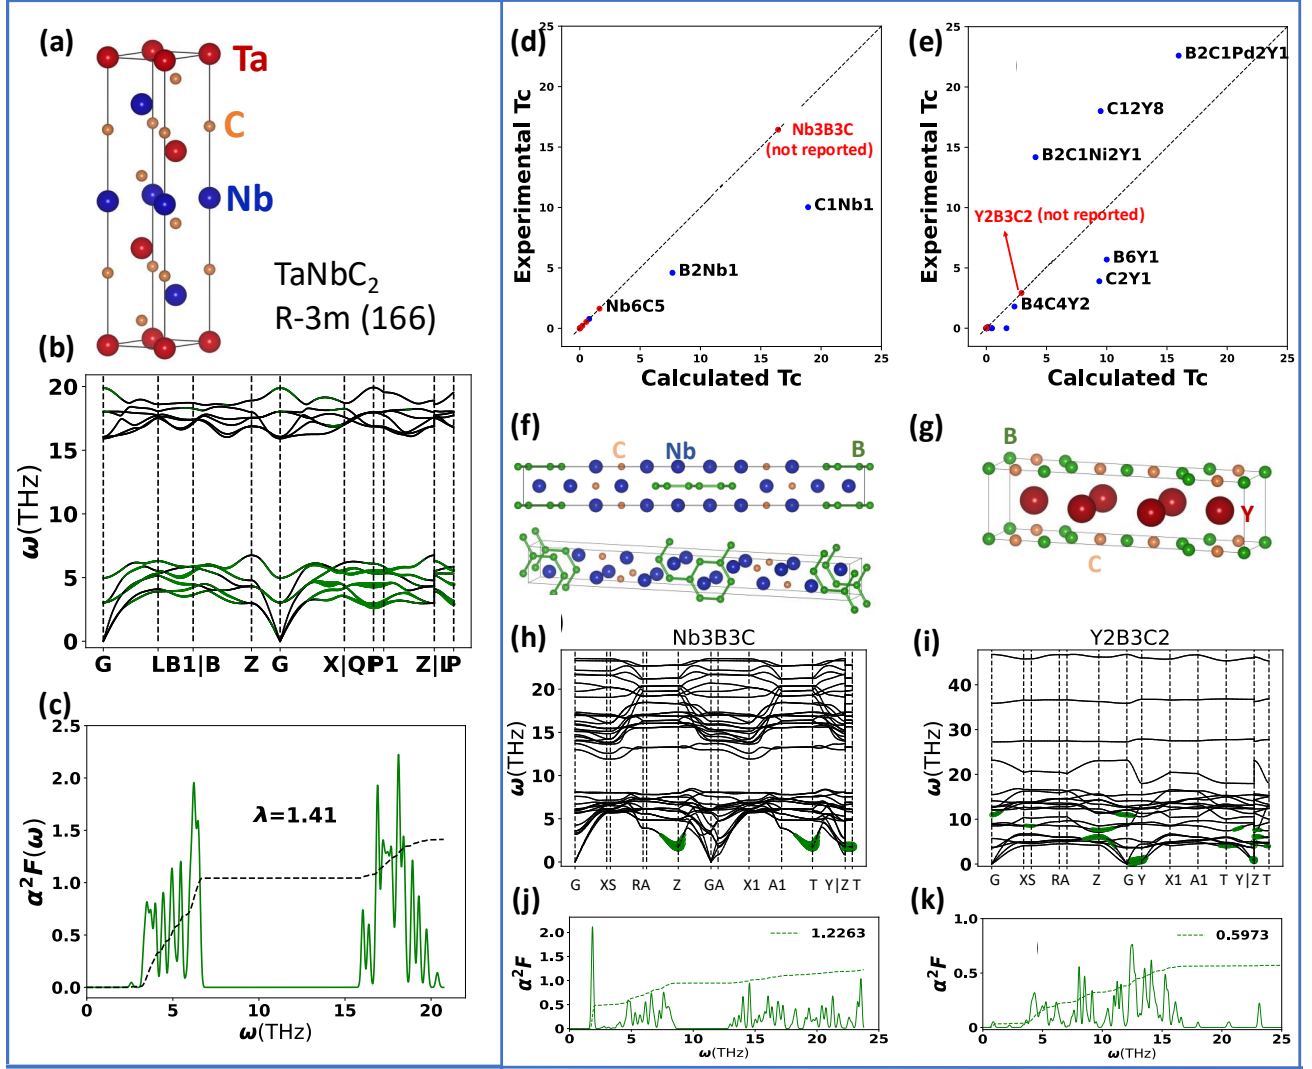 (a)
Ta
C
Nb
TaNbC2
R-3m (166)
(b)
20
15
10
5
0
ω(THz)
G LB1|B Z G X|QP P1 Z|LP
(c)
2.5
2.0
1.5
1.0
0.5
0.0
α²F(ω)
λ=1.41
0 5 10 15 20
ω(THz)
(d)
25
20
15
10
5
0
Experimental Tc
Nb3B3C
(not reported)
C1Nb1
B2Nb1
Nb6C5
0 5 10 15 20 25
Calculated Tc
(e)
25
20
15
10
5
0
Experimental Tc
B2C1Pd2Y1
C12Y8
B2C1Ni2Y1
Y2B3C2 (not reported)
B6Y1
C2Y1
B4C4Y2
0 5 10 15 20 25
Calculated Tc
(f)
C Nb B
(g)
B
Y
C
(h)
Nb3B3C
20
15
10
5
0
ω(THz)
G XS RA Z GA X1 A1 T Y|Z T
(i)
Y2B3C2
40
30
20
10
0
ω(THz)
G XS RA Z G Y X1 A1 T Y|Z T
(j)
2.0
1.5
1.0
0.5
0.0
α²F
1.2263
0 5 10 15 20 25
ω(THz)
(k)
1.0
0.5
0.0
α²F
0.5973
0 5 10 15 20 25
ω(THz)